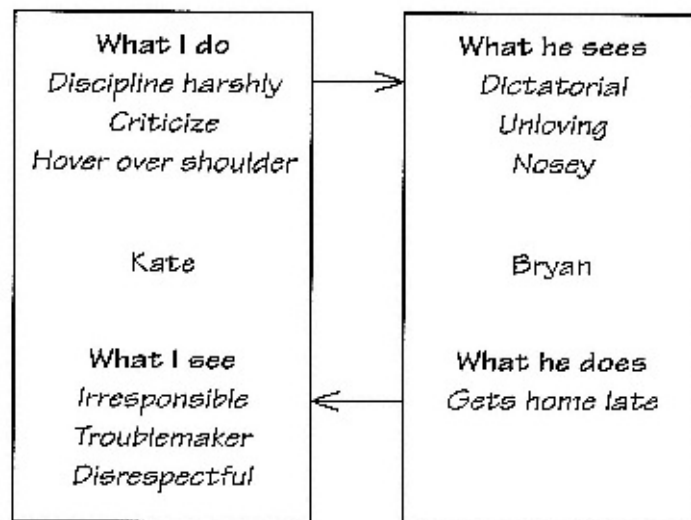 What I do
Discipline harshly
Criticize
Hover over shoulder
Kate
What I see
Irresponsible
Troublemaker
Disrespectful
What he sees
Dictatorial
Unloving
Nosey
Bryan
What he does
Gets home late